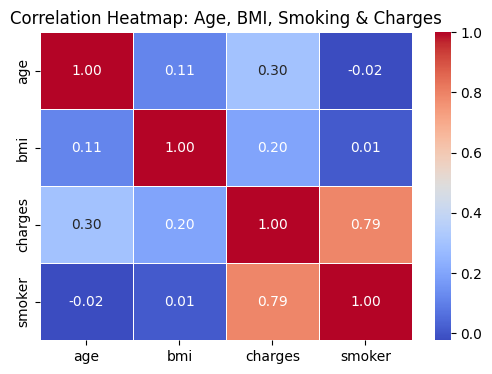 Correlation Heatmap: Age, BMI, Smoking & Charges
age 1.00 0.11 0.30 -0.02
bmi 0.11 1.00 0.20 0.01
charges 0.30 0.20 1.00 0.79
smoker -0.02 0.01 0.79 1.00
age bmi charges smoker
1.0
0.8
0.6
0.4
0.2
0.0